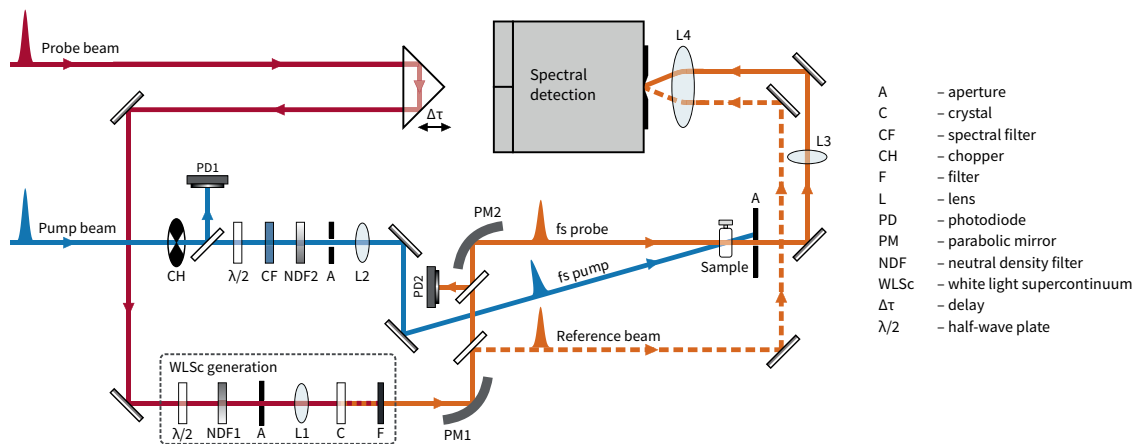 Probe beam
Δτ
Spectral
detection
L4
L3
PD1
Pump beam
CH
λ/2
CF
NDF2
A
L2
PM2
PD2
fs probe
fs pump
A
Sample
Reference beam
WLSc generation
λ/2
NDF1
A
L1
C
F
PM1
A – aperture
C – crystal
CF – spectral filter
CH – chopper
F – filter
L – lens
PD – photodiode
PM – parabolic mirror
NDF – neutral density filter
WLSc – white light supercontinuum
Δτ – delay
λ/2 – half-wave plate